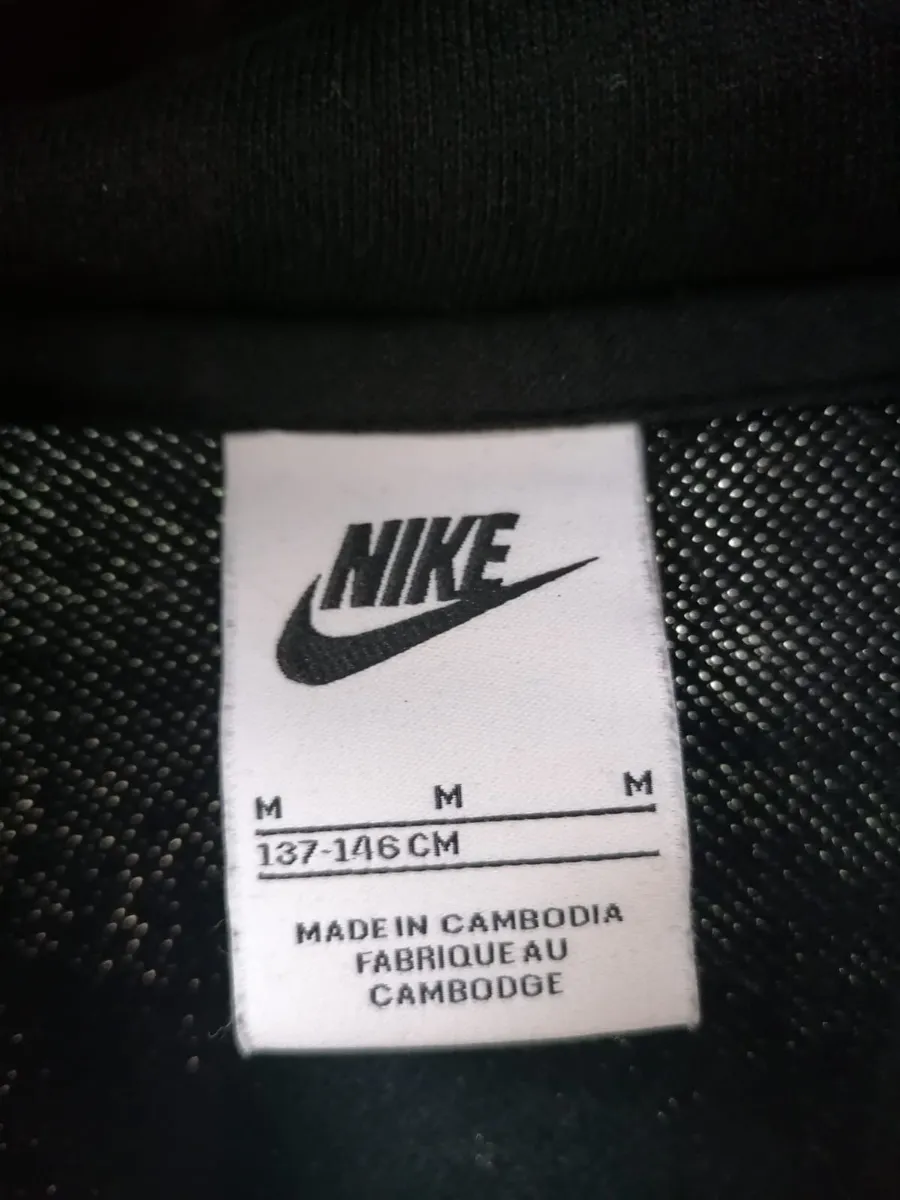 NIKE
M M M
137-146 CM
MADE IN CAMBODIA
FABRIQUE AU
CAMBODGE